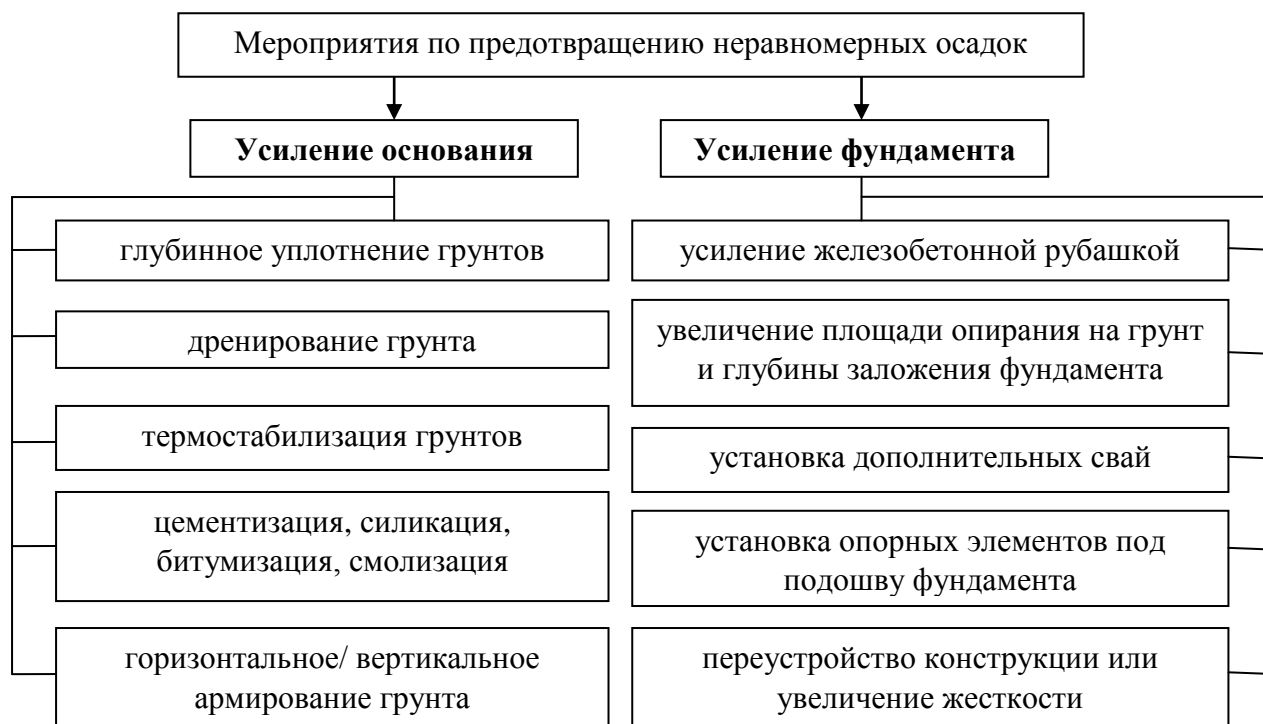 Мероприятия по предотвращению неравномерных осадок
Усиление основания
глубинное уплотнение грунтов
дренирование грунта
термостабилизация грунтов
цементизация, силикация,
битумизация, смолизация
горизонтальное/ вертикальное
армирование грунта
Усиление фундамента
усиление железобетонной рубашкой
увеличение площади опирания на грунт
и глубины заложения фундамента
установка дополнительных свай
установка опорных элементов под
подошву фундамента
переустройство конструкции или
увеличение жесткости